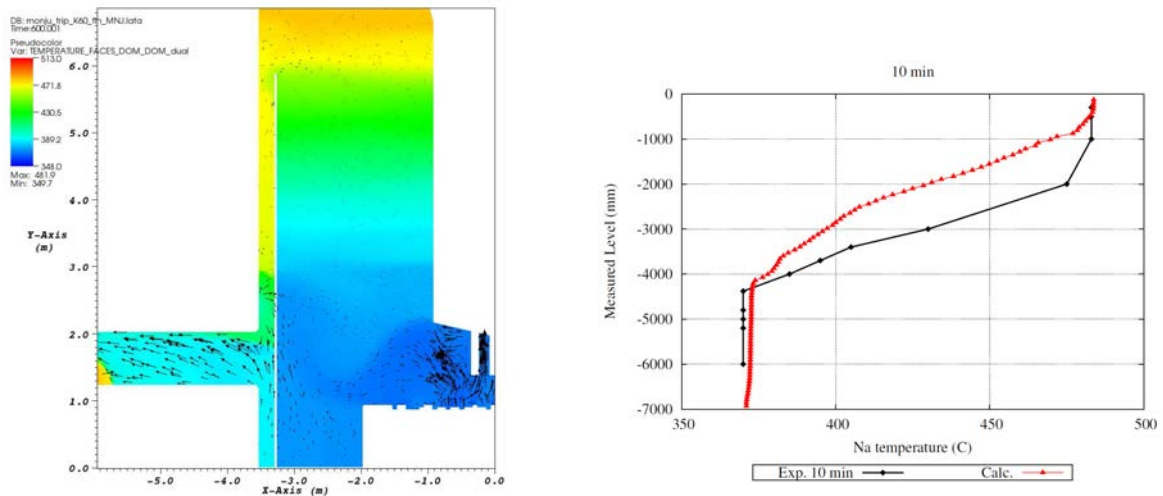 DB: monju_trip_K60_fh_MNJ.lata
Time:600.001
Pseudocolor
Var: TEMPERATURE_FACES_DOM_DOM_dual
513.0
471.8
430.5
389.2
348.0
Max: 481.9
Min: 349.7
Y-Axis
(m)
6.0
5.0
4.0
3.0
2.0
1.0
0.0
-5.0 -4.0 -3.0 -2.0 -1.0 0.0
X-Axis (m)
10 min
Measured Level (mm)
0
-1000
-2000
-3000
-4000
-5000
-6000
-7000
350 400 450 500
Na temperature (C)
Exp. 10 min Calc.